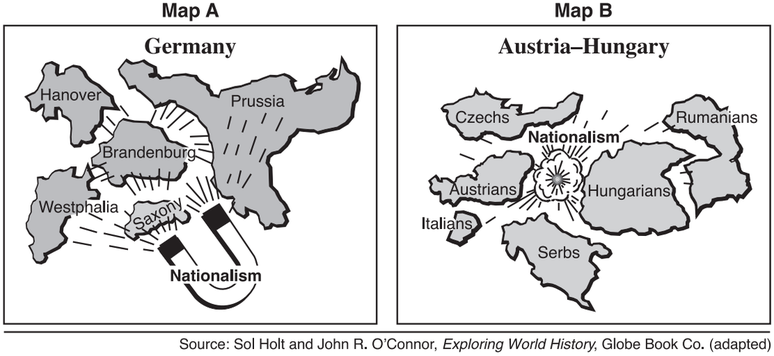 Map A
Germany
Hanover
Prussia
Brandenburg
Westphalia
Saxony
Nationalism
Map B
Austria–Hungary
Czechs
Rumanians
Nationalism
Austrians
Hungarians
Italians
Serbs
Source: Sol Holt and John R. O’Connor, Exploring World History, Globe Book Co. (adapted)